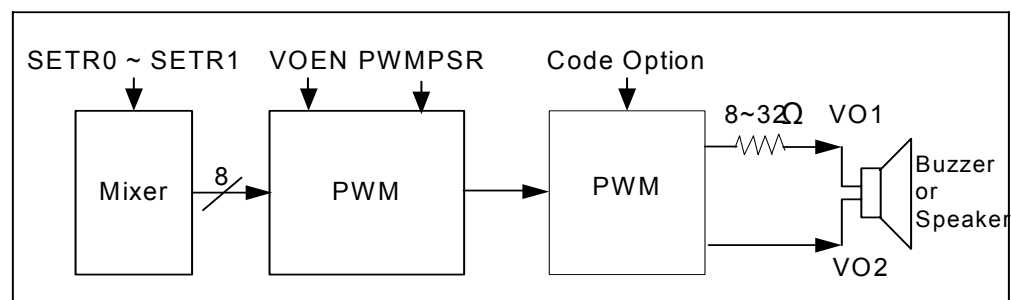 SETR0 ~ SETR1 VOEN PWMPSR Code Option
8~32Ω VO1
8
Mixer PWM PWM
Buzzer
or
Speaker
VO2